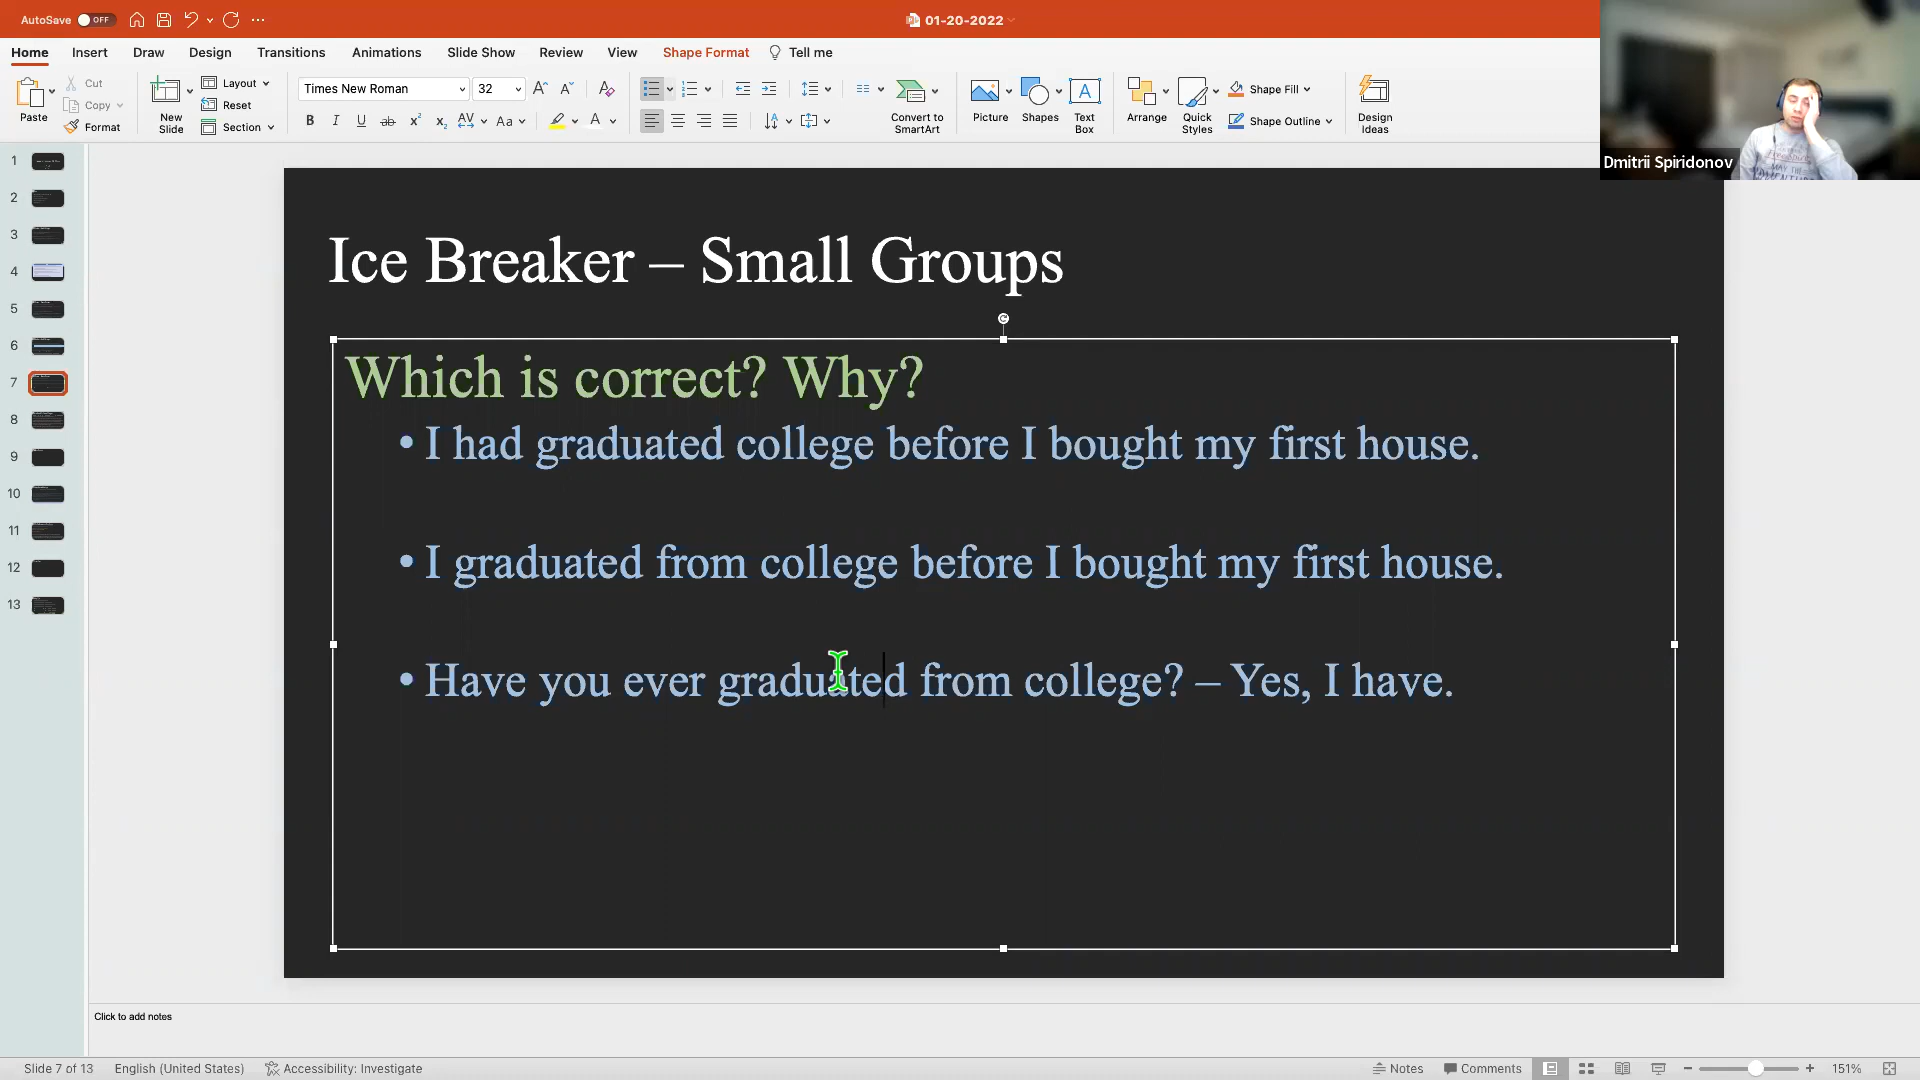 AutoSave OFF
01-20-2022
Home Insert Draw Design Transitions Animations Slide Show Review View Shape Format Tell me
Paste
Cut
Copy
Format
New Slide
Layout
Reset
Section
Times New Roman 32
Convert to SmartArt
Picture
Shapes
Text Box
Arrange
Quick Styles
Shape Fill
Shape Outline
Design Ideas
Dmitrii Spiridonov
1
2
3
4
5
6
7
8
9
10
11
12
13
Ice Breaker – Small Groups
Which is correct? Why?
• I had graduated college before I bought my first house.
• I graduated from college before I bought my first house.
• Have you ever graduated from college? – Yes, I have.
Click to add notes
Slide 7 of 13 English (United States) Accessibility: Investigate Notes Comments 151%